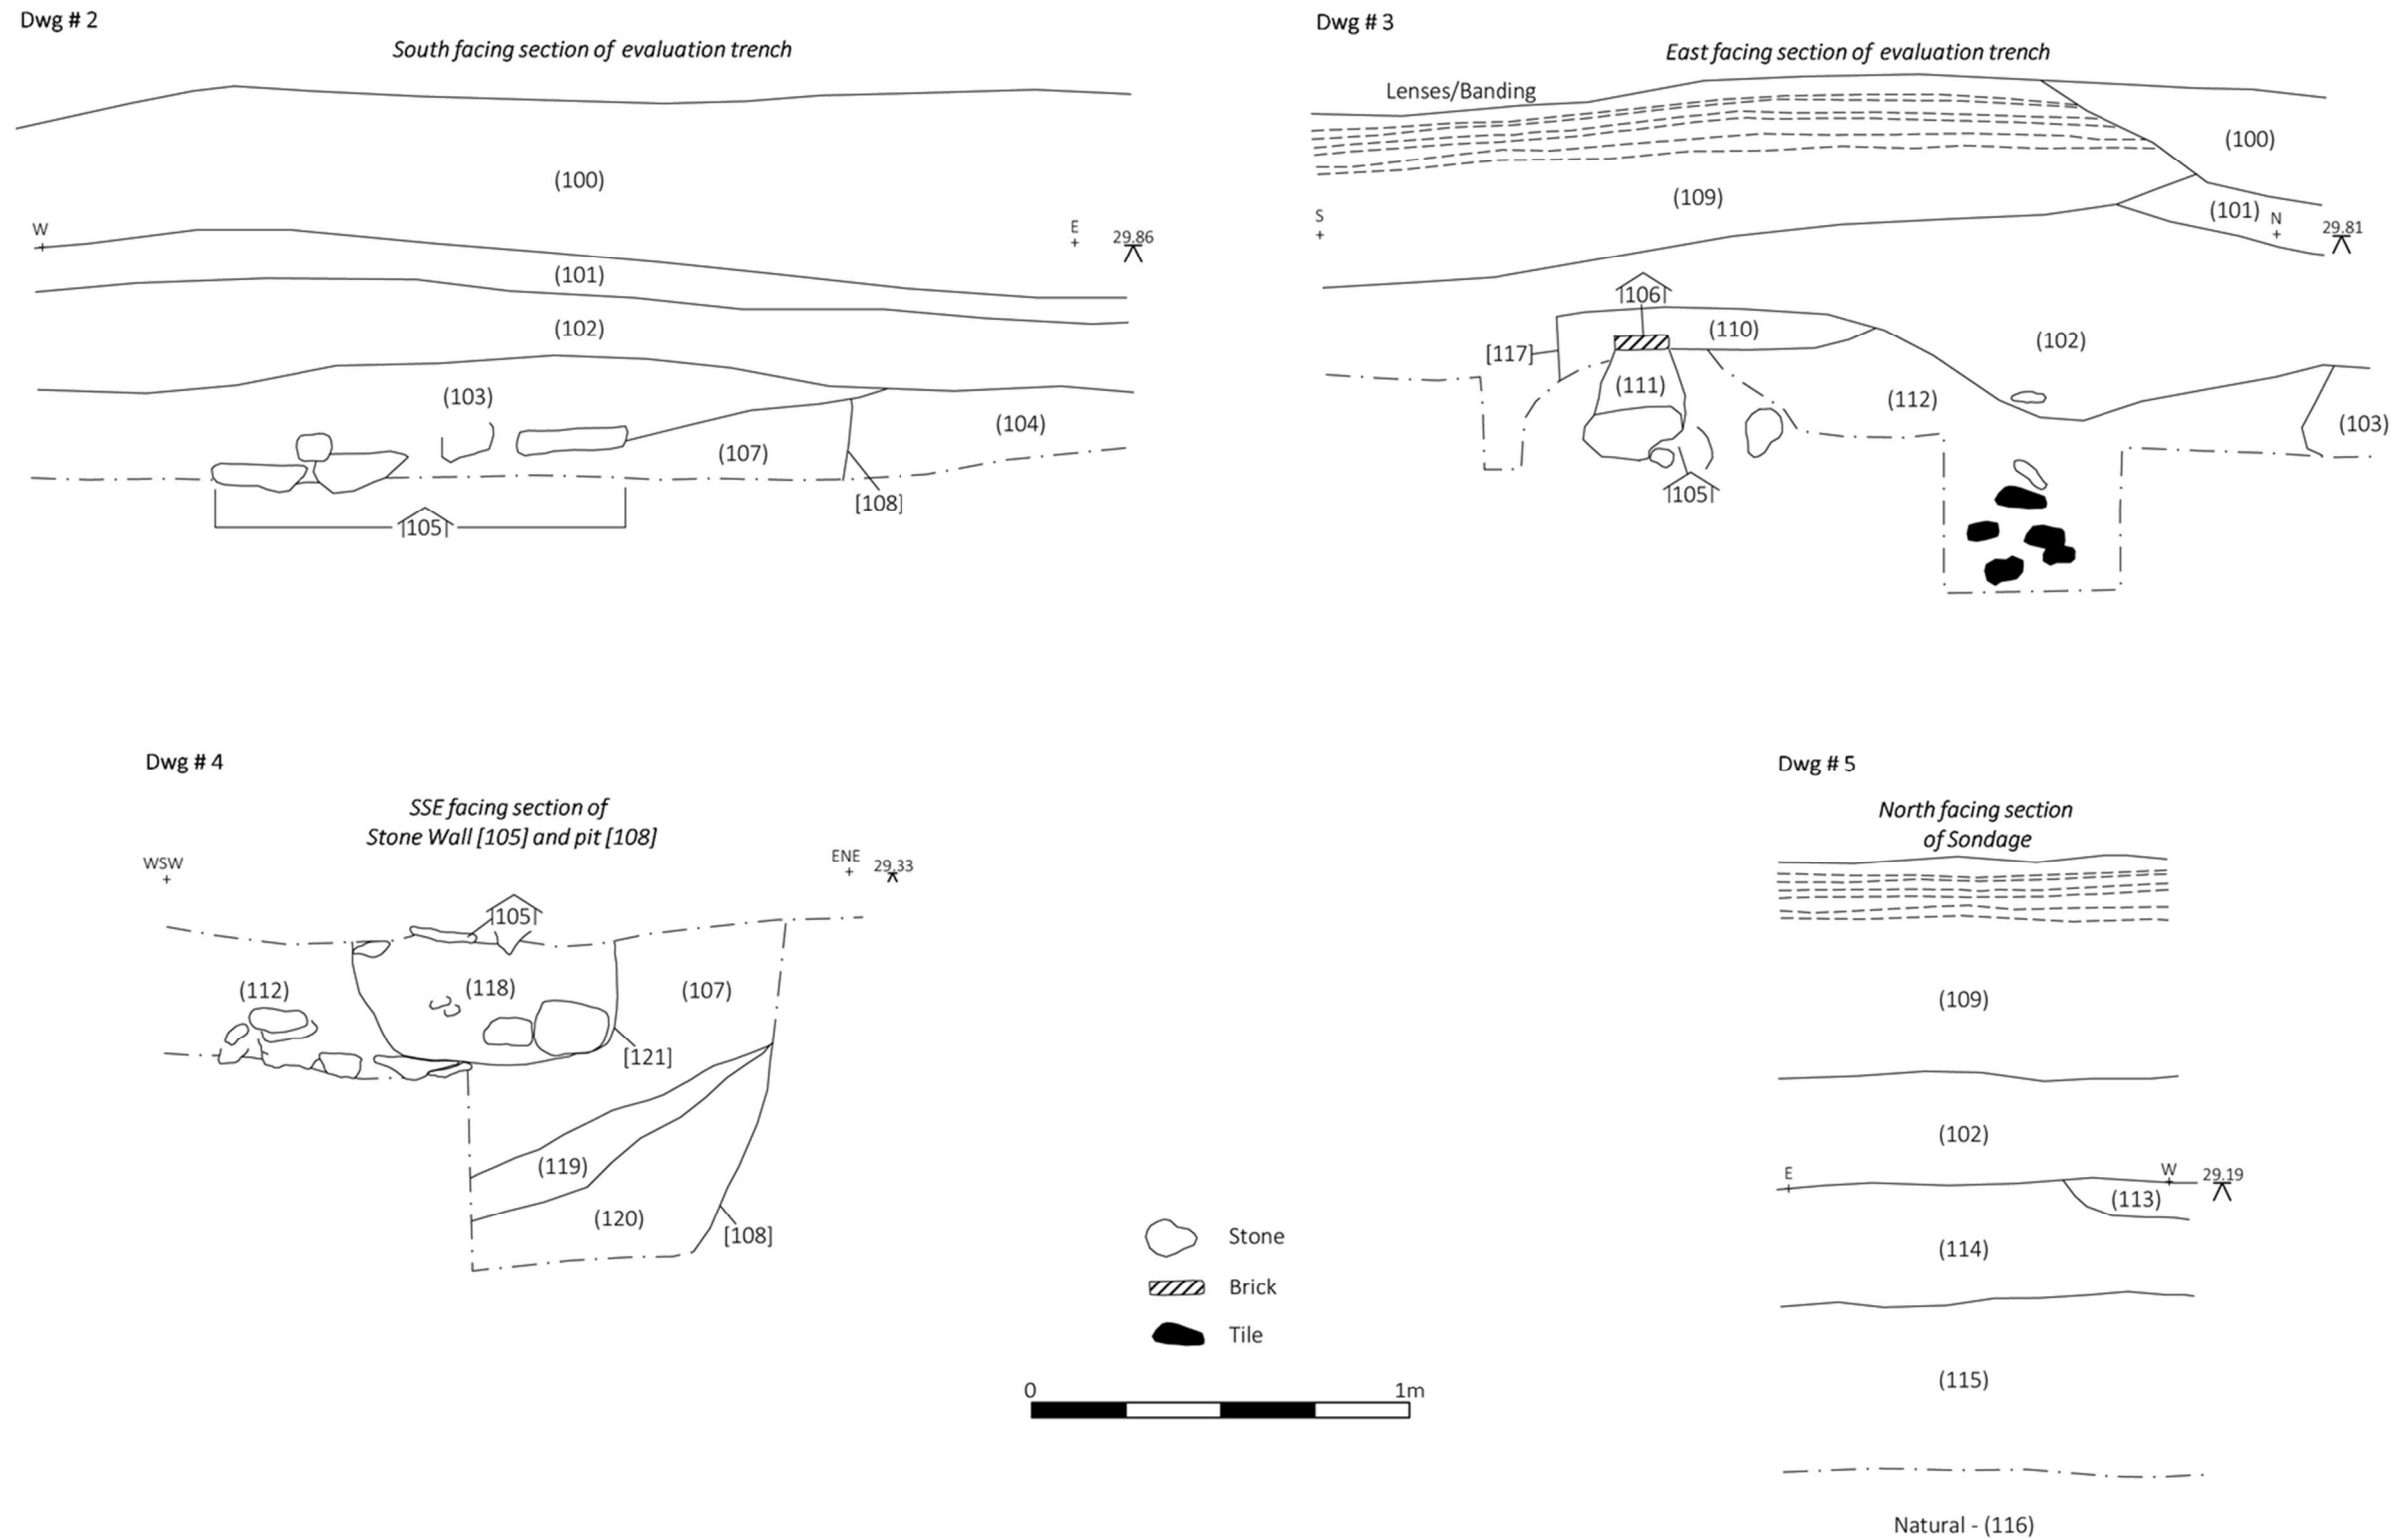 Dwg # 2
South facing section of evaluation trench
(100)
W
E
29.86
(101)
(102)
(103)
(104)
(107)
[108]
105
Dwg # 3
East facing section of evaluation trench
Lenses/Banding
(100)
(109)
S
(101)
N
29.81
106
(110)
(102)
[117]
(111)
(112)
(103)
105
Dwg # 4
SSE facing section of
Stone Wall [105] and pit [108]
WSW
ENE
29.33
105
(112)
(118)
(107)
[121]
(119)
(120)
[108]
Dwg # 5
North facing section
of Sondage
(109)
(102)
E
W
29.19
(113)
(114)
(115)
Natural - (116)
Stone
Brick
Tile
0
1m